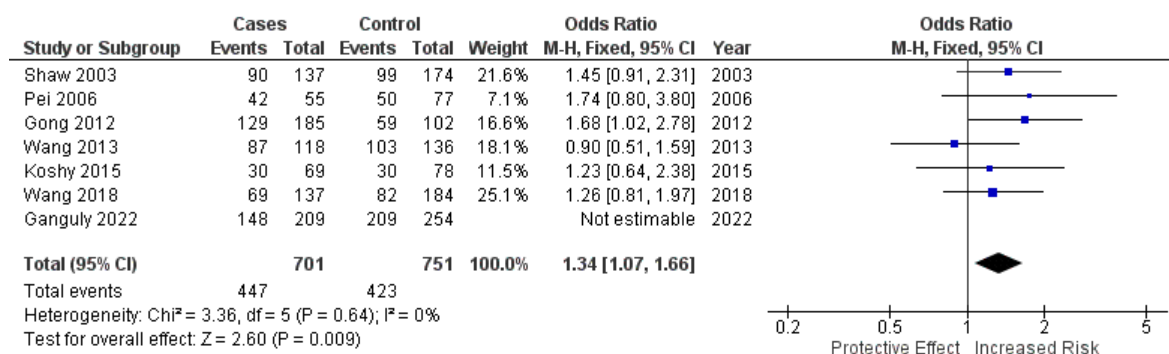 Cases Control Odds Ratio Odds Ratio
Study or Subgroup Events Total Events Total Weight M-H, Fixed, 95% CI Year M-H, Fixed, 95% CI
Shaw 2003 90 137 99 174 21.6% 1.45 [0.91, 2.31] 2003
Pei 2006 42 55 50 77 7.1% 1.74 [0.80, 3.80] 2006
Gong 2012 129 185 59 102 16.6% 1.68 [1.02, 2.78] 2012
Wang 2013 87 118 103 136 18.1% 0.90 [0.51, 1.59] 2013
Koshy 2015 30 69 30 78 11.5% 1.23 [0.64, 2.38] 2015
Wang 2018 69 137 82 184 25.1% 1.26 [0.81, 1.97] 2018
Ganguly 2022 148 209 209 254 Not estimable 2022
Total (95% CI) 701 751 100.0% 1.34 [1.07, 1.66]
Total events 447 423
Heterogeneity: Chi² = 3.36, df = 5 (P = 0.64); I² = 0%
Test for overall effect: Z = 2.60 (P = 0.009)
0.2 0.5 1 2 5
Protective Effect Increased Risk